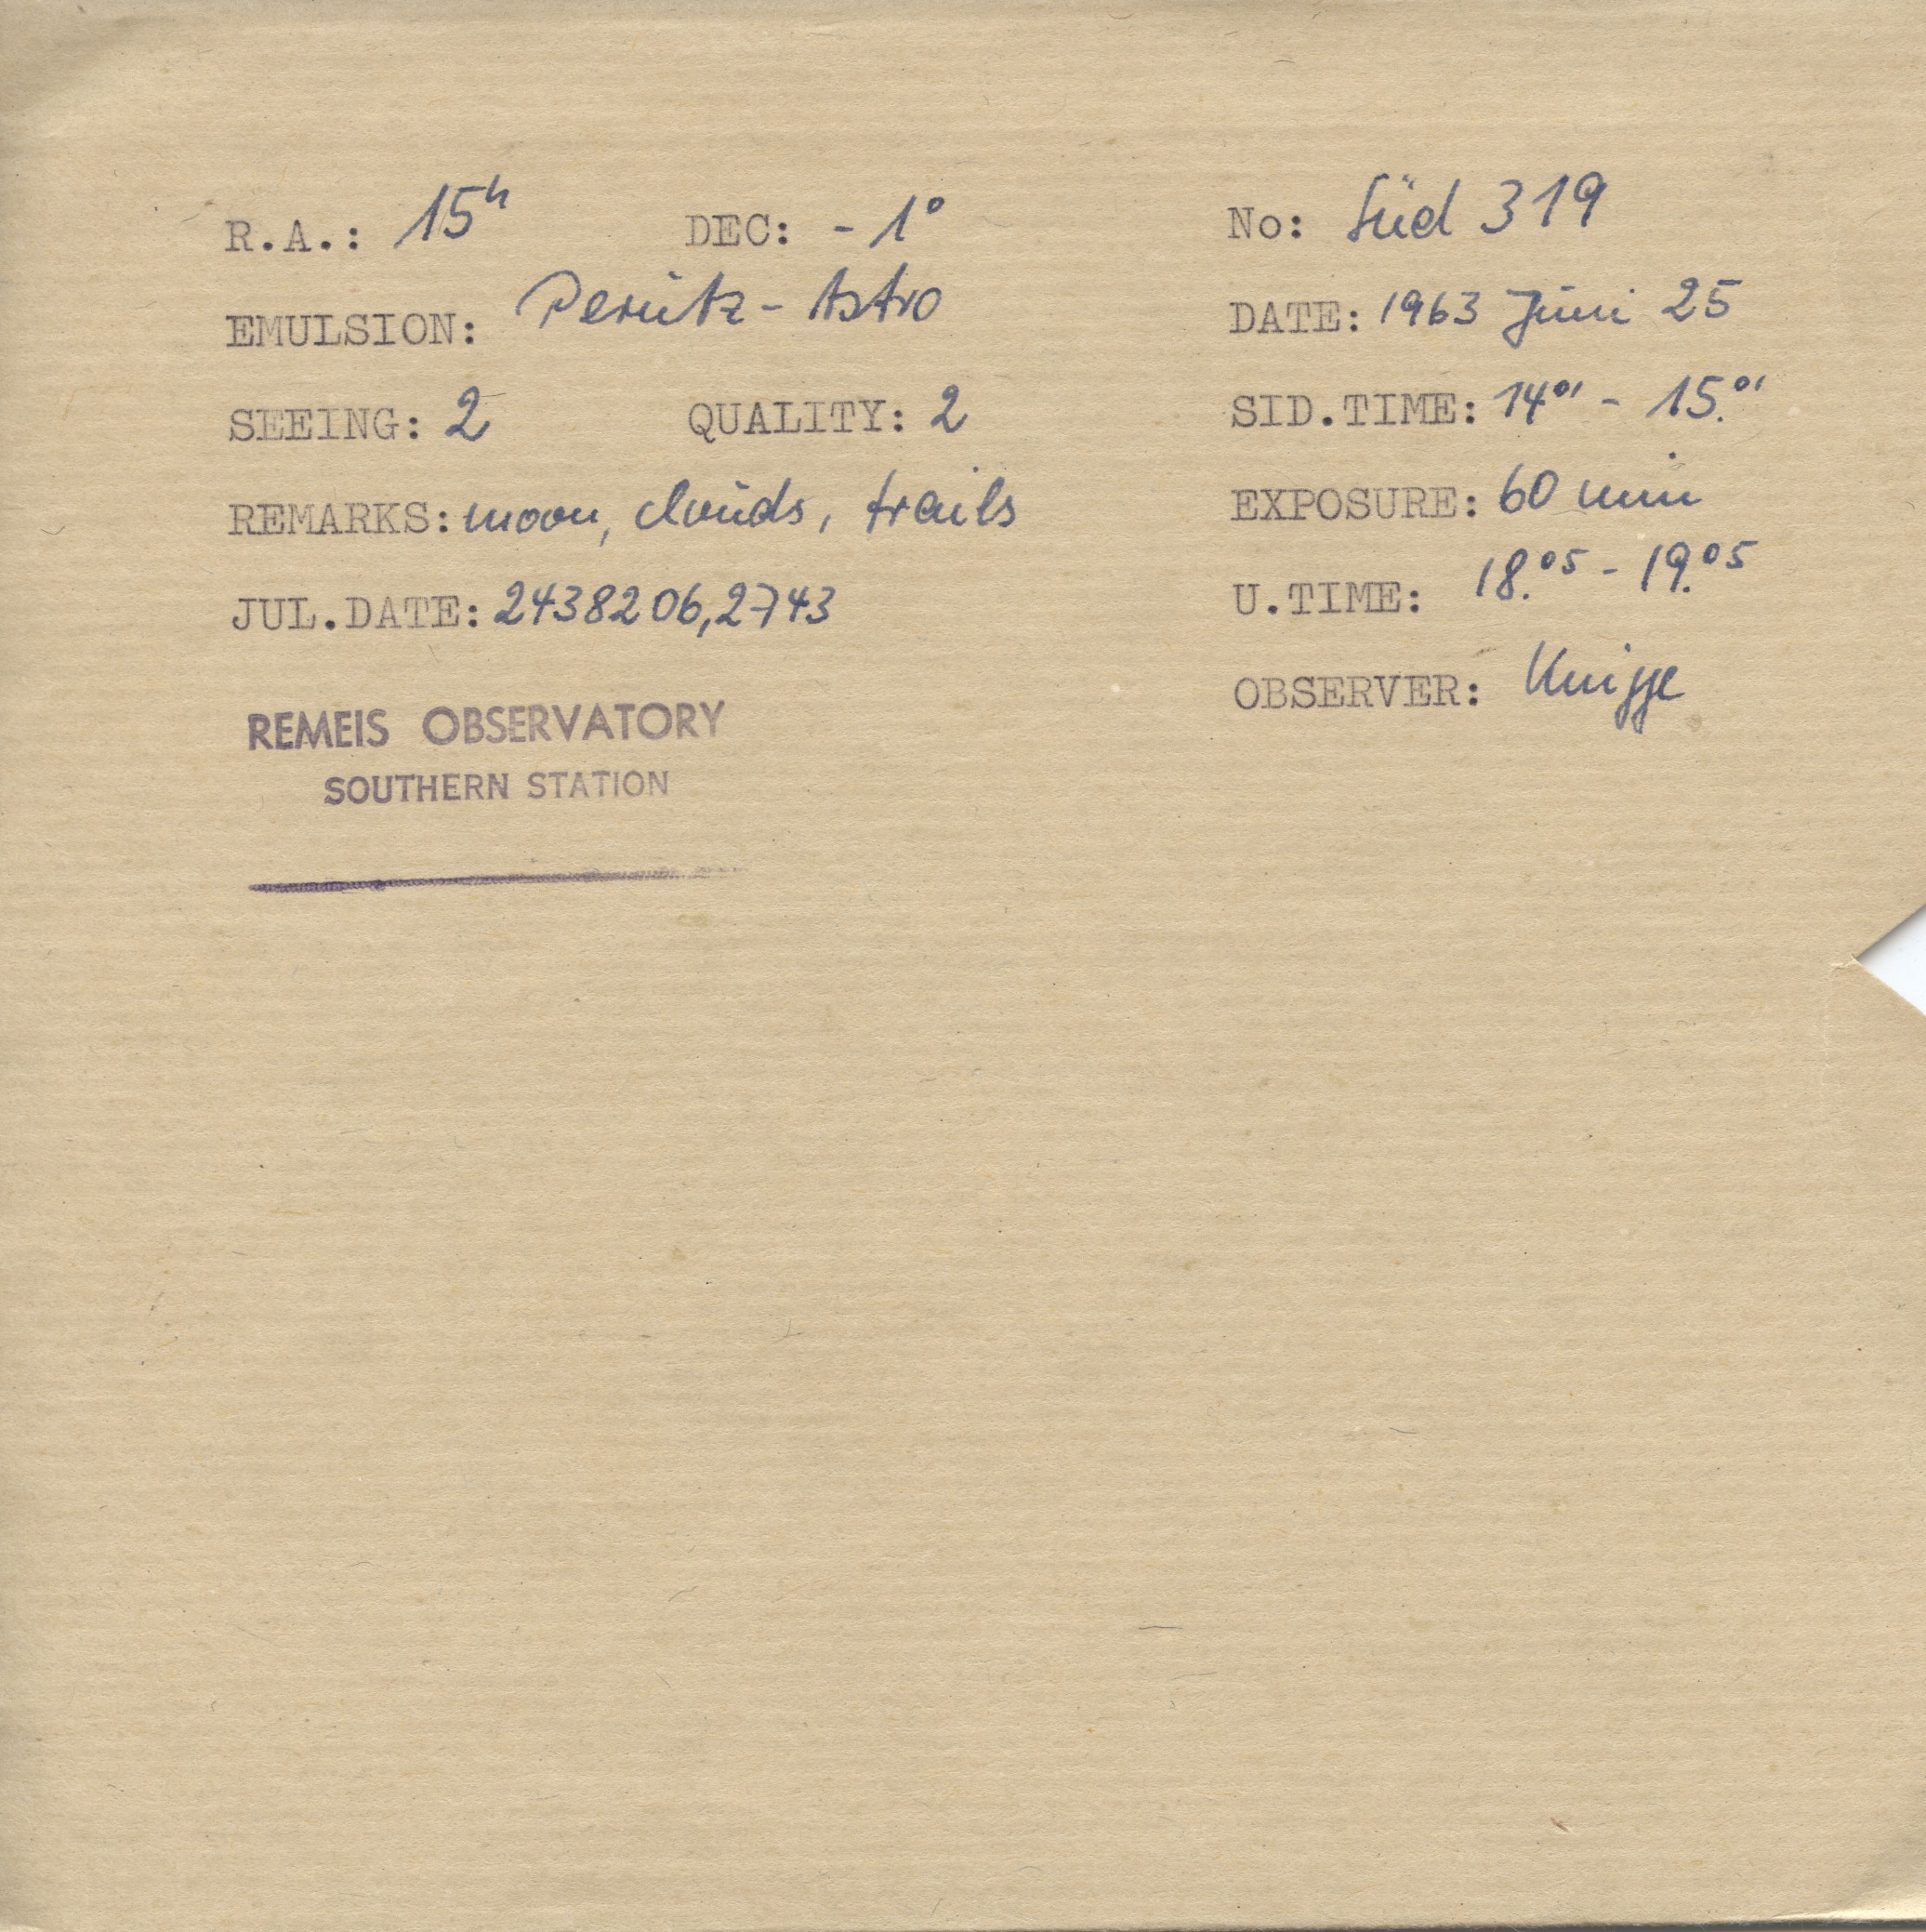 R.A.: 15h DEC: - 1° No: Süd 319
EMULSION: Perutz - Astro DATE: 1963 Juni 25
SEEING: 2 QUALITY: 2 SID.TIME: 14 01 - 15. 01
REMARKS: moon, clouds, trails EXPOSURE: 60 min
JUL.DATE: 2438206,2743 U.TIME: 18. 05 - 19. 05
OBSERVER: Knigge
REMEIS OBSERVATORY
SOUTHERN STATION